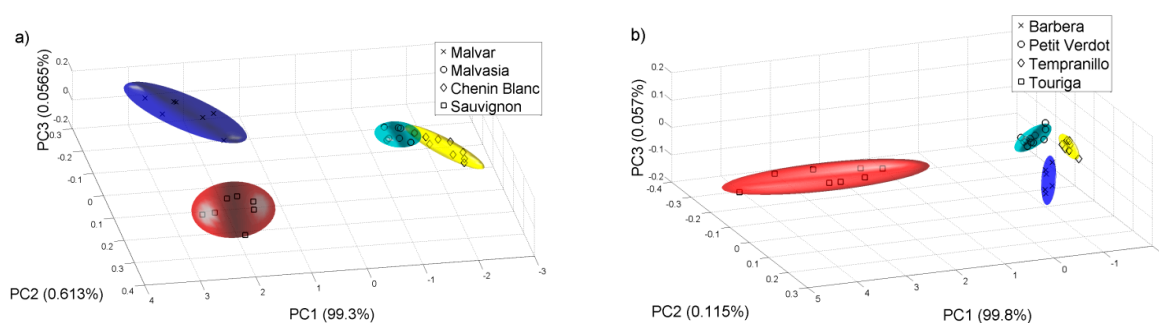 a)
Malvar
Malvasia
Chenin Blanc
Sauvignon
PC3 (0.0565%)
0.2
0.1
0
-0.1
-0.2
-0.3
-0.2
-0.1
0
0.1
0.2
0.3
0.4
PC2 (0.613%)
4
3
2
1
0
-1
-2
-3
PC1 (99.3%)
b)
Barbera
Petit Verdot
Tempranillo
Touriga
PC3 (0.057%)
0.2
0.1
0
-0.1
-0.2
-0.4
-0.3
-0.2
-0.1
0
0.1
0.2
0.3
PC2 (0.115%)
5
4
3
2
1
0
-1
PC1 (99.8%)